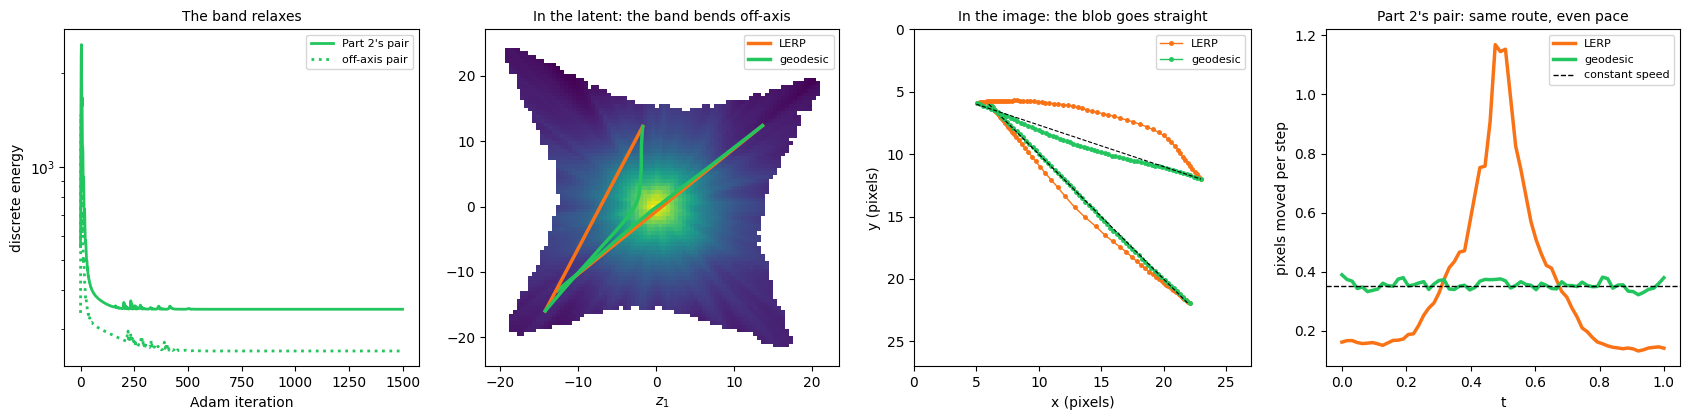 The band relaxes
discrete energy
10³
Part 2's pair
off-axis pair
0 250 500 750 1000 1250 1500
Adam iteration
In the latent: the band bends off-axis
20
10
0
−10
−20
LERP
geodesic
−20 −10 0 10 20
z₁
In the image: the blob goes straight
y (pixels)
0
5
10
15
20
25
LERP
geodesic
0 5 10 15 20 25
x (pixels)
Part 2's pair: same route, even pace
pixels moved per step
1.2
1.0
0.8
0.6
0.4
0.2
LERP
geodesic
constant speed
0.0 0.2 0.4 0.6 0.8 1.0
t